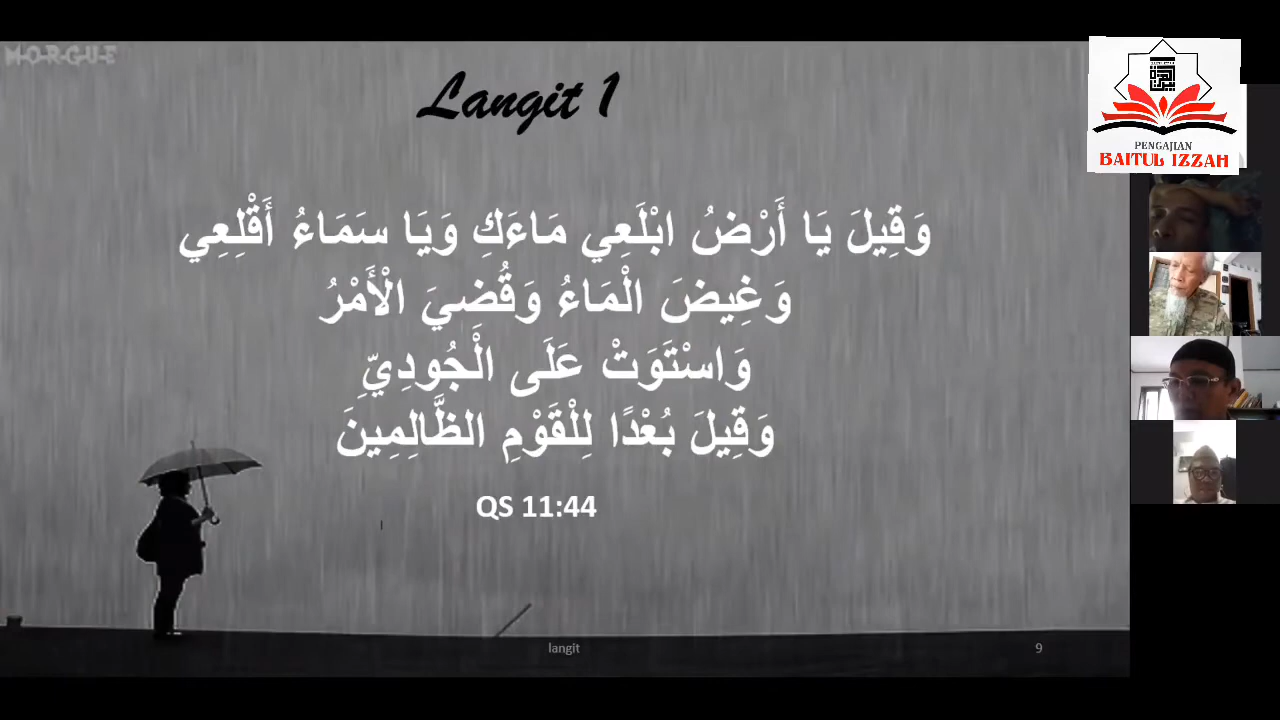 M-O-R-G-U-E
Langit 1
وَقِيلَ يَا أَرْضُ ابْلَعِي مَاءَكِ وَيَا سَمَاءُ أَقْلِعِي
وَغِيضَ الْمَاءُ وَقُضِيَ الْأَمْرُ
وَاسْتَوَتْ عَلَى الْجُودِيِّ
وَقِيلَ بُعْدًا لِلْقَوْمِ الظَّالِمِينَ
QS 11:44
langit
9
PENGAJIAN
BAITUL IZZAH